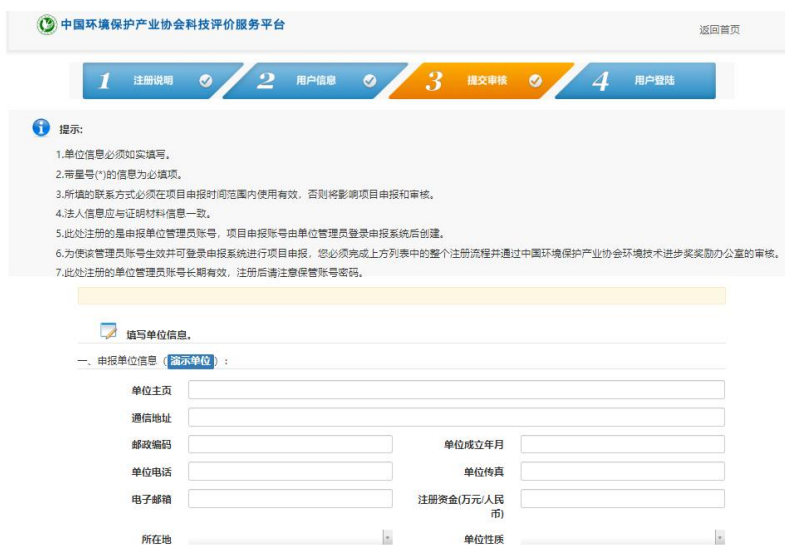 中国环境保护产业协会科技评价服务平台
返回首页
1 注册说明 2 用户信息 3 提交审核 4 用户登陆
提示:
1.单位信息必须如实填写。
2.带星号(*)的信息为必填项。
3.所填的联系方式必须在项目申报时间范围内使用有效，否则将影响项目申报和审核。
4.法人信息应与证明材料信息一致。
5.此处注册的是申报单位管理员账号，项目申报账号由单位管理员登录申报系统后创建。
6.为使该管理员账号生效并可登录申报系统进行项目申报，您必须完成上方列表中的整个注册流程并通过中国环境保护产业协会环境技术进步奖奖励办公室的审核。
7.此处注册的单位管理员账号长期有效，注册后请注意保管账号密码。
填写单位信息。
一、申报单位信息（演示单位）：
单位主页
通信地址
邮政编码 单位成立年月
单位电话 单位传真
电子邮箱 注册资金(万元/人民
币)
所在地 单位性质